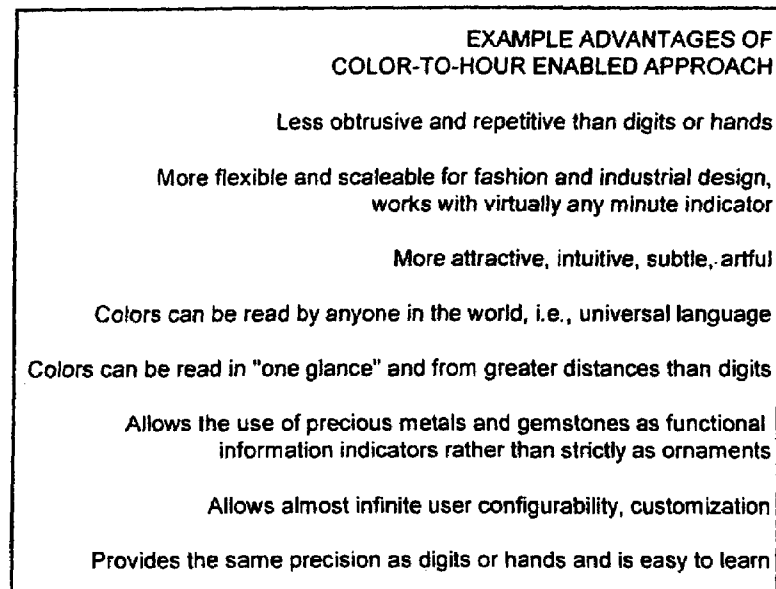 EXAMPLE ADVANTAGES OF
COLOR-TO-HOUR ENABLED APPROACH
Less obtrusive and repetitive than digits or hands
More flexible and scaleable for fashion and industrial design,
works with virtually any minute indicator
More attractive, intuitive, subtle, artful
Colors can be read by anyone in the world, i.e., universal language
Colors can be read in "one glance" and from greater distances than digits
Allows the use of precious metals and gemstones as functional
information indicators rather than strictly as ornaments
Allows almost infinite user configurability, customization
Provides the same precision as digits or hands and is easy to learn